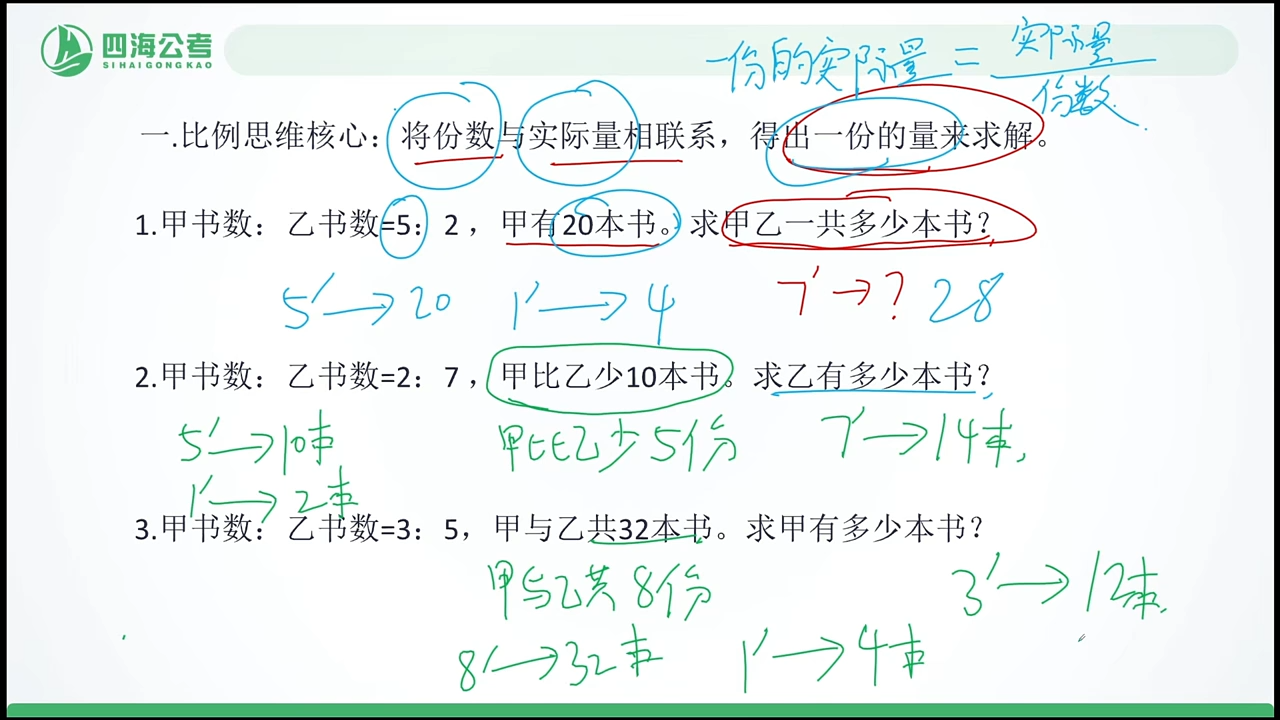 四海公考
SIHAIGONGKAO
一份的实际量 = 实际量
份数
一.比例思维核心：将份数与实际量相联系，得出一份的量来求解。
1.甲书数：乙书数=5：2，甲有20本书。求甲乙一共多少本书？
5′→20 1′→4 7′→? 28
2.甲书数：乙书数=2：7，甲比乙少10本书。求乙有多少本书？
5′→10本 甲比乙少5份 7′→14本
1′→2本
3.甲书数：乙书数=3：5，甲与乙共32本书。求甲有多少本书？
甲与乙共8份 3′→12本
8′→32本 1′→4本